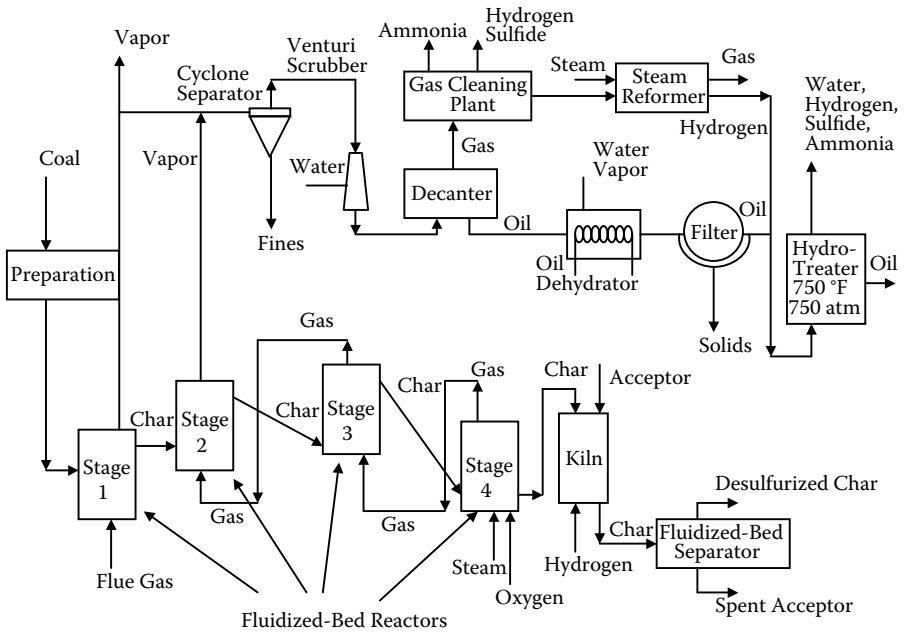 Vapor
Cyclone
Separator
Venturi
Scrubber
Ammonia
Hydrogen
Sulfide
Gas Cleaning
Plant
Steam
Steam
Reformer
Gas
Hydrogen
Water,
Hydrogen,
Sulfide,
Ammonia
Coal
Vapor
Water
Gas
Decanter
Water
Vapor
Fines
Oil
Oil
Dehydrator
Filter
Oil
Solids
Hydro-
Treater
750 °F
750 atm
Oil
Preparation
Gas
Stage
1
Char
Stage
2
Char
Stage
3
Char
Gas
Stage
4
Char
Acceptor
Kiln
Gas
Gas
Flue Gas
Steam
Oxygen
Hydrogen
Char
Desulfurized Char
Fluidized-Bed
Separator
Spent Acceptor
Fluidized-Bed Reactors